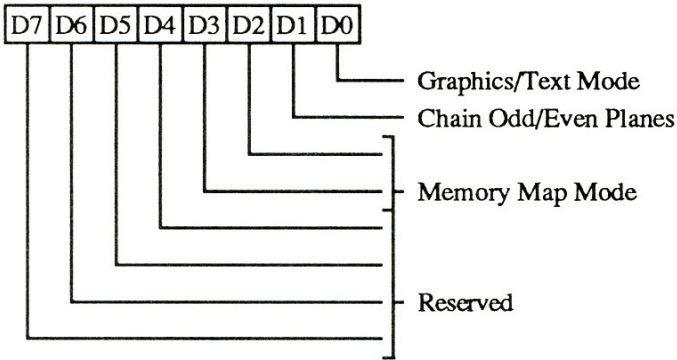 D7 D6 D5 D4 D3 D2 D1 D0
Graphics/Text Mode
Chain Odd/Even Planes
Memory Map Mode
Reserved